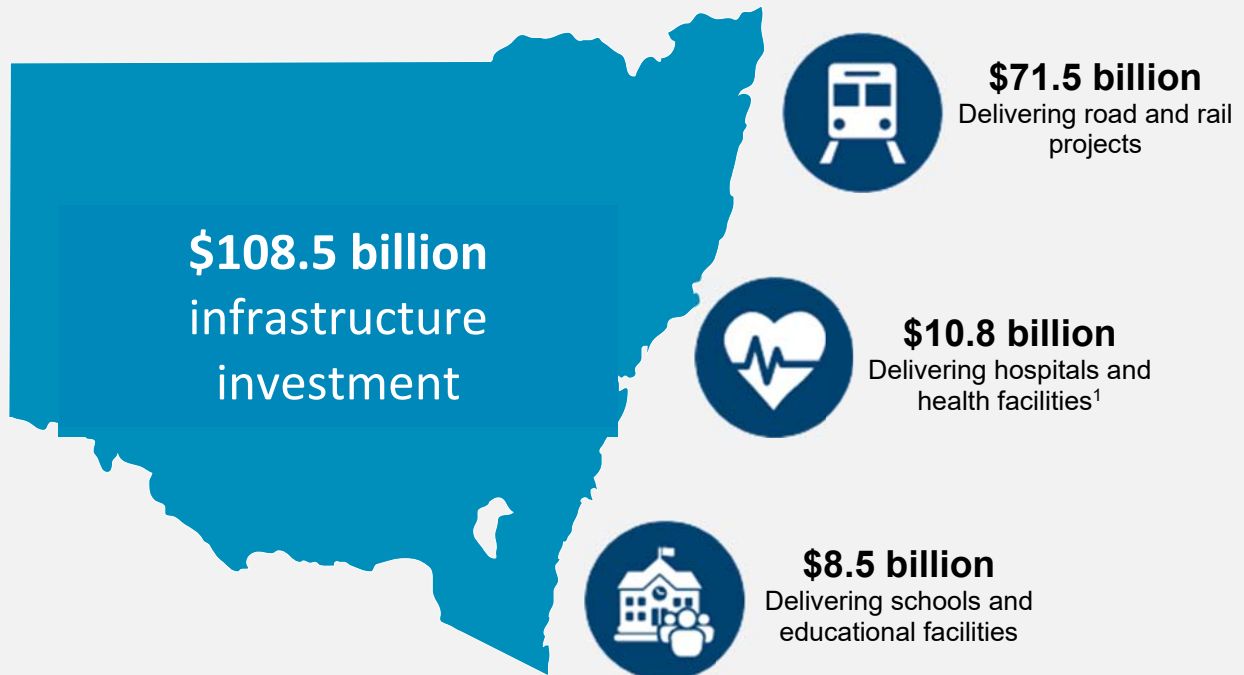 $108.5 billion
infrastructure
investment
$71.5 billion
Delivering road and rail
projects
$10.8 billion
Delivering hospitals and
health facilities¹
$8.5 billion
Delivering schools and
educational facilities